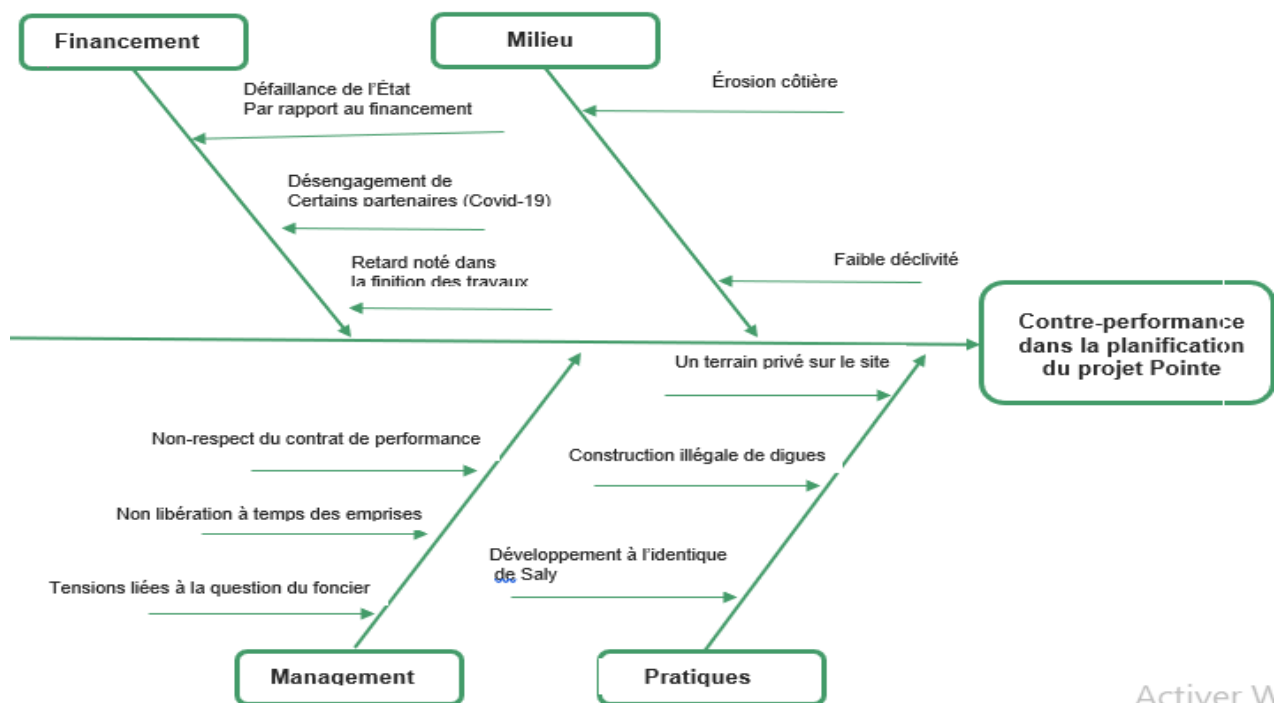 Financement
Milieu
Défaillance de l’État
Par rapport au financement
Érosion côtière
Désengagement de
Certains partenaires (Covid-19)
Retard noté dans
la finition des travaux
Faible déclivité
Contre-performance
dans la planification
du projet Pointe
Un terrain privé sur le site
Non-respect du contrat de performance
Construction illégale de digues
Non libération à temps des emprises
Développement à l’identique
de Saly
Tensions liées à la question du foncier
Management
Pratiques
Activer W